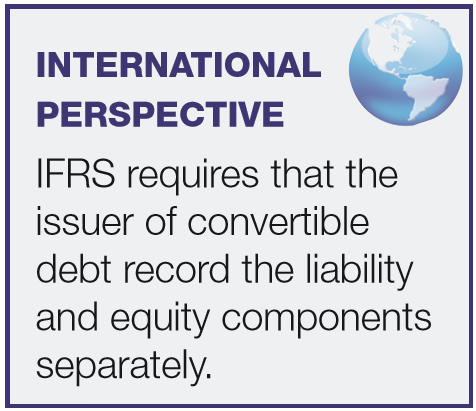 INTERNATIONAL
PERSPECTIVE
IFRS requires that the
issuer of convertible
debt record the liability
and equity components
separately.